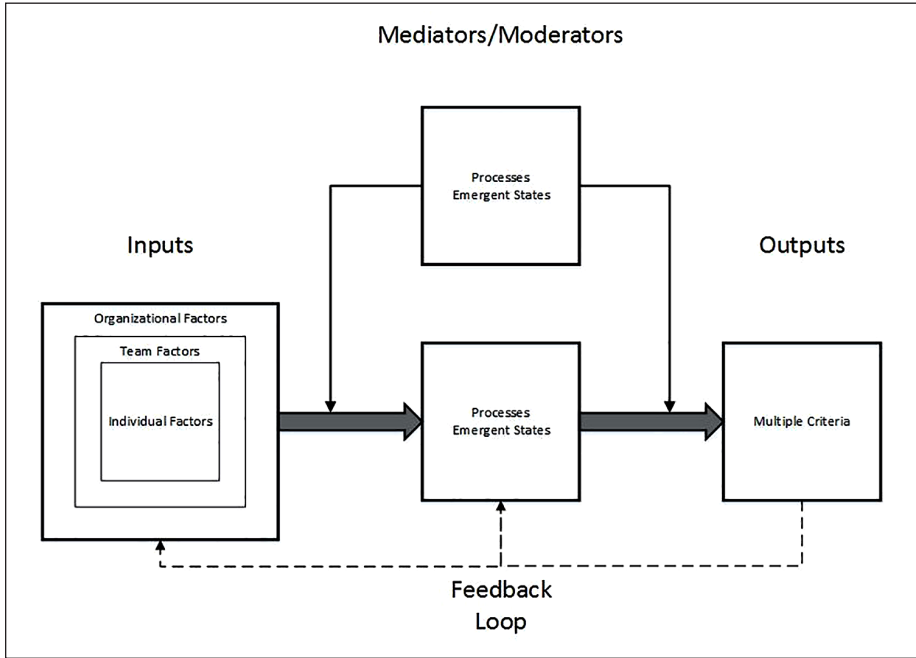 Mediators/Moderators
Processes
Emergent States
Inputs
Outputs
Organizational Factors
Team Factors
Individual Factors
Processes
Emergent States
Multiple Criteria
Feedback
Loop